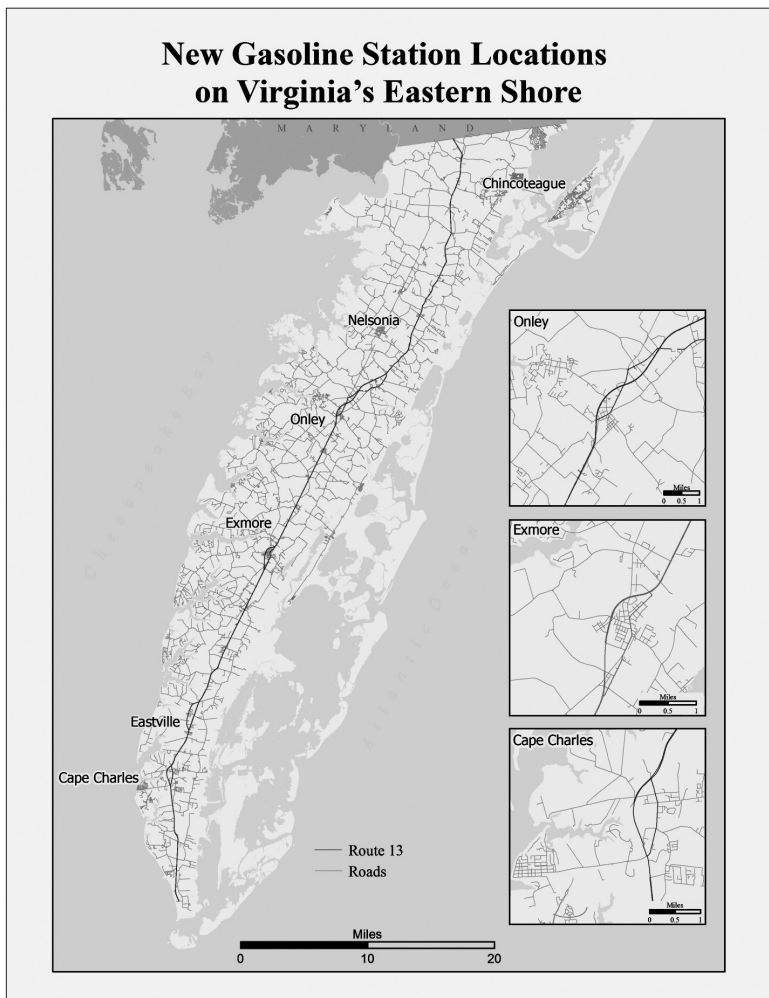 New Gasoline Station Locations
on Virginia's Eastern Shore
MARYLAND
Chincoteague
Nelsonia
Onley
Exmore
Eastville
Cape Charles
Chesapeake Bay
Atlantic Ocean
Route 13
Roads
Miles
0 10 20
Onley
Miles
0 0.5 1
Exmore
Miles
0 0.5 1
Cape Charles
Miles
0 0.5 1